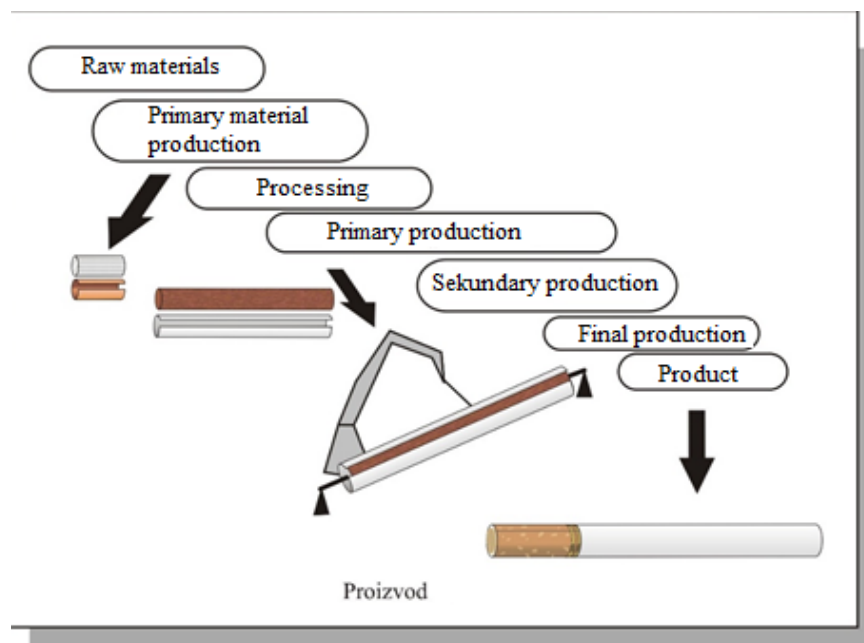 Raw materials
Primary material
production
Processing
Primary production
Sekundary production
Final production
Product
Proizvod